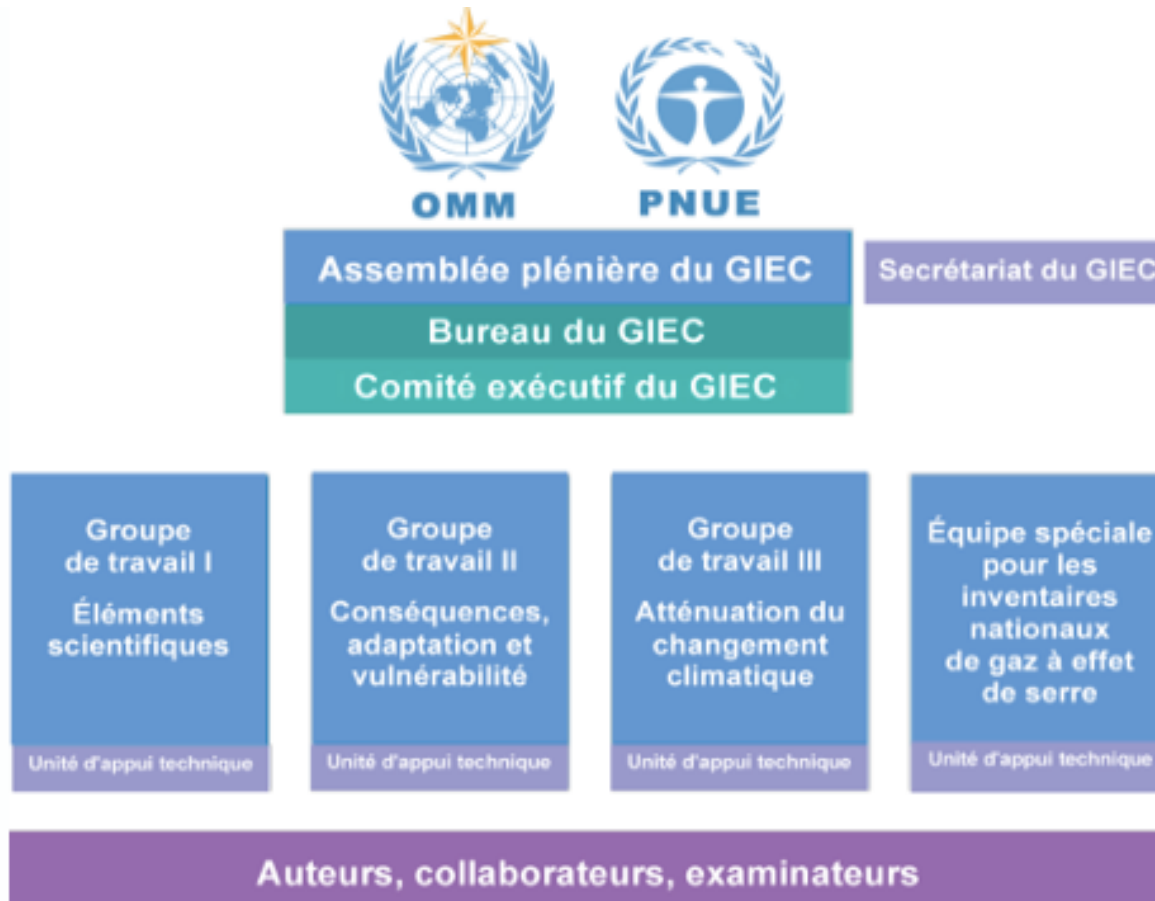 OMM
PNUE
Assemblée plénière du GIEC
Secrétariat du GIEC
Bureau du GIEC
Comité exécutif du GIEC
Groupe
de travail I
Éléments
scientifiques
Unité d'appui technique
Groupe
de travail II
Conséquences,
adaptation et
vulnérabilité
Unité d'appui technique
Groupe
de travail III
Atténuation du
changement
climatique
Unité d'appui technique
Équipe spéciale
pour les
inventaires
nationaux
de gaz à effet
de serre
Unité d'appui technique
Auteurs, collaborateurs, examinateurs